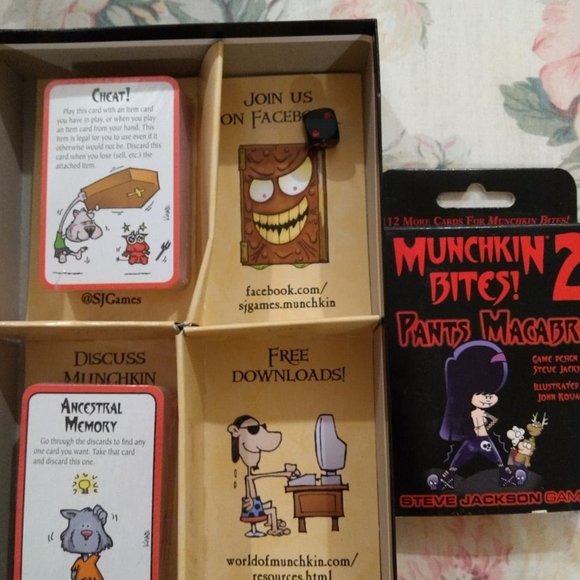 CHEAT!
Play this card with an Item card
you have in play, or when you play
an Item card from your hand. This
Item is legal for you to use even if it
otherwise would not be. Discard this
card when you lose (sell, etc.) the
attached Item.
@SJGames
JOIN US
ON FACEBO
facebook.com/
sjgames.munchkin
DISCUSS
MUNCHKIN
ANCESTRAL
MEMORY
Go through the discards to find any
one card you want. Take that card
and discard this one.
FREE
DOWNLOADS!
worldofmunchkin.com/
resources.html
112 MORE CARDS FOR MUNCHKIN BITES!
MUNCHKIN®
BITES! 2
PANTS MACABR
GAME DESIGN
STEVE JACKS
ILLUSTRATED
JOHN KOVA
STEVE JACKSON GAM